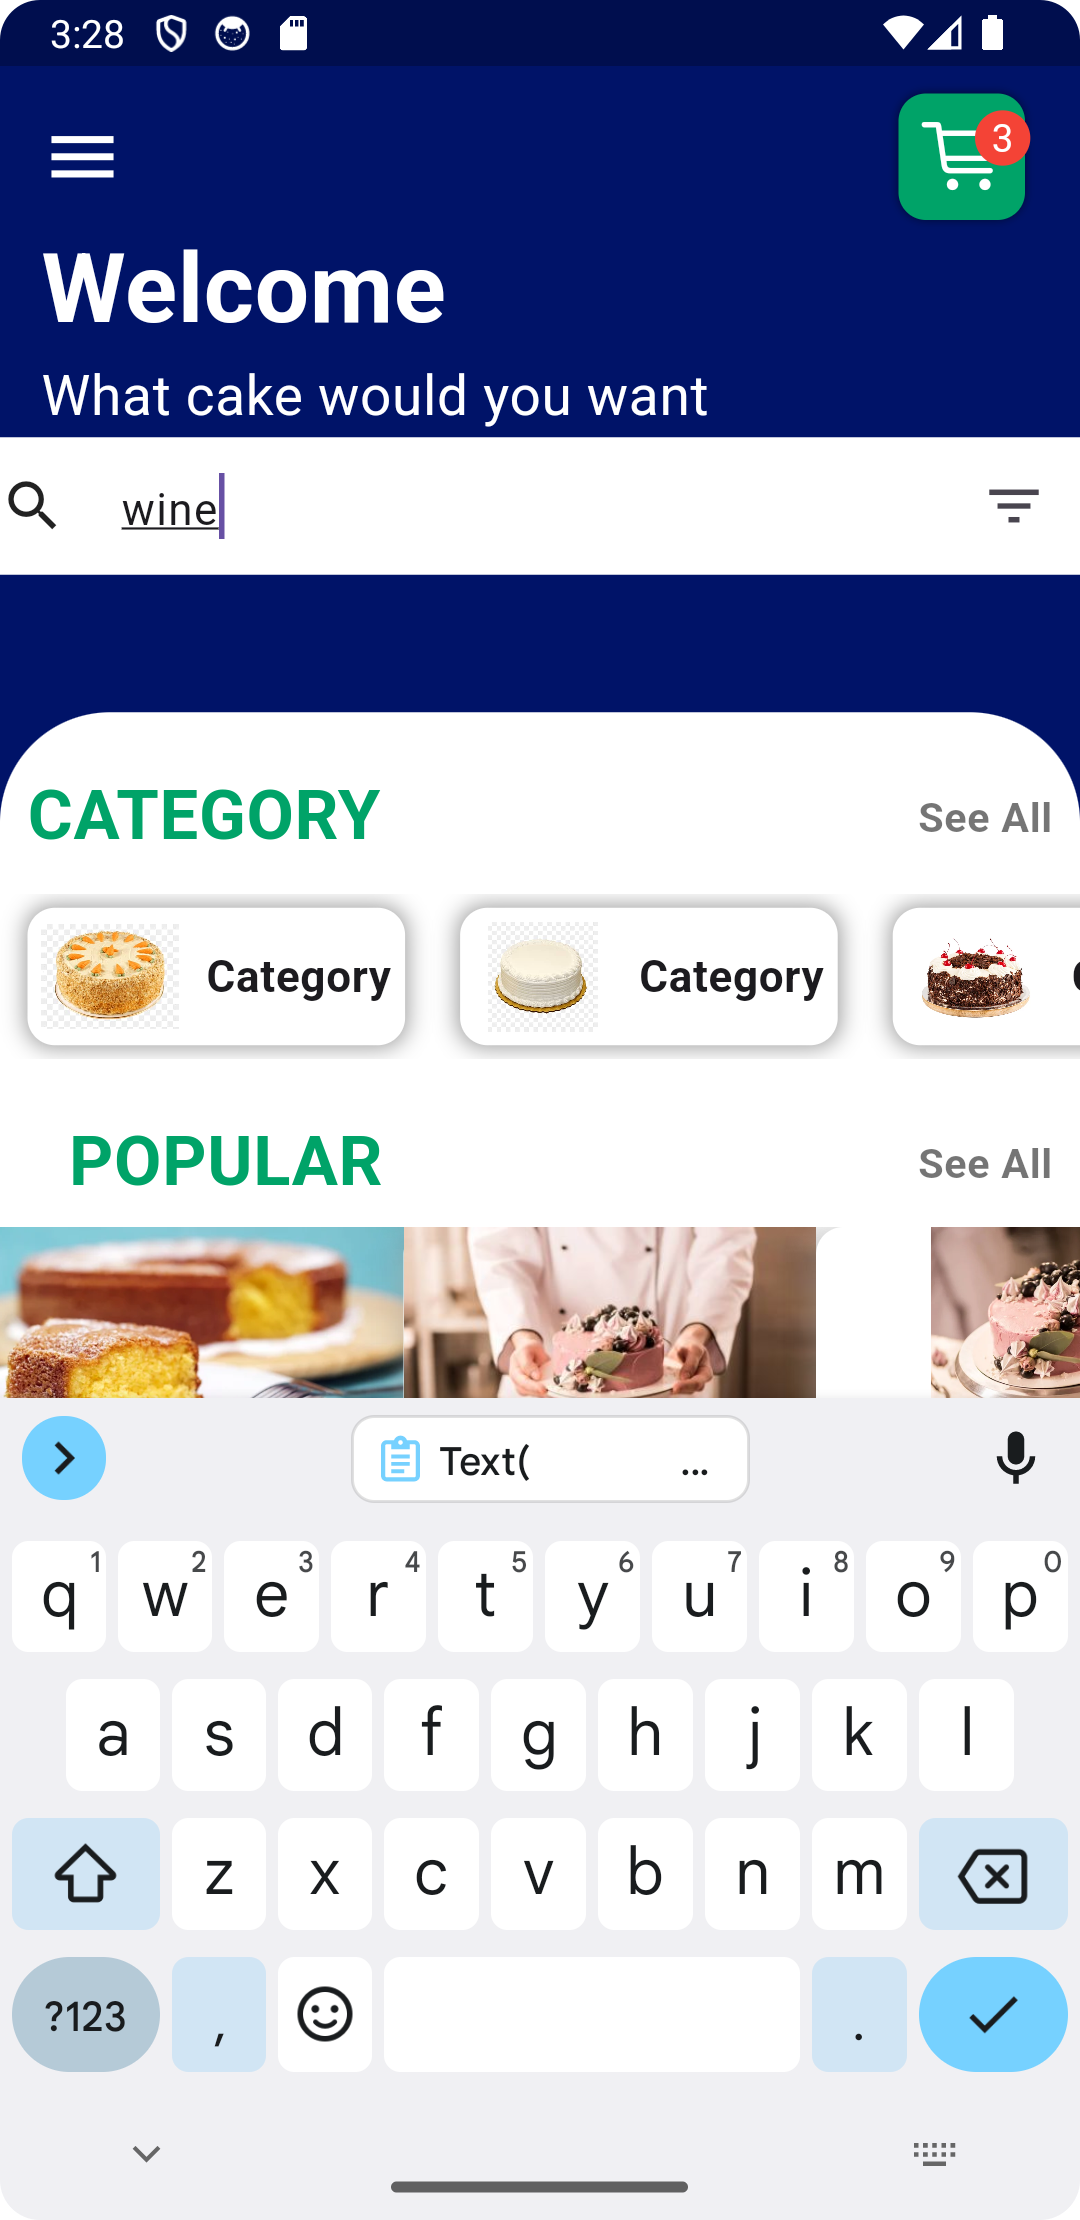 3:28
3
Welcome
What cake would you want
wine
CATEGORY
See All
Category
Category
POPULAR
See All
Text( ...
q 1 w 2 e 3 r 4 t 5 y 6 u 7 i 8 o 9 p 0
a s d f g h j k l
z x c v b n m
?123 , .